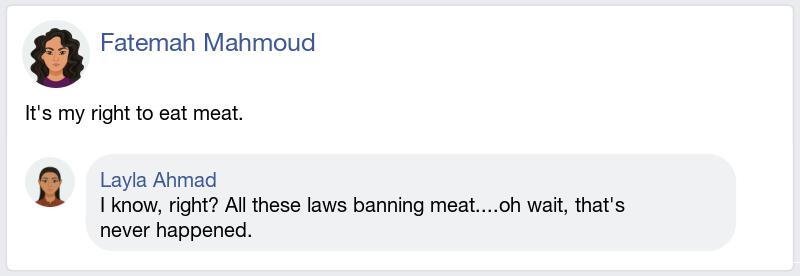 Fatemah Mahmoud
It's my right to eat meat.
Layla Ahmad
I know, right? All these laws banning meat....oh wait, that's
never happened.